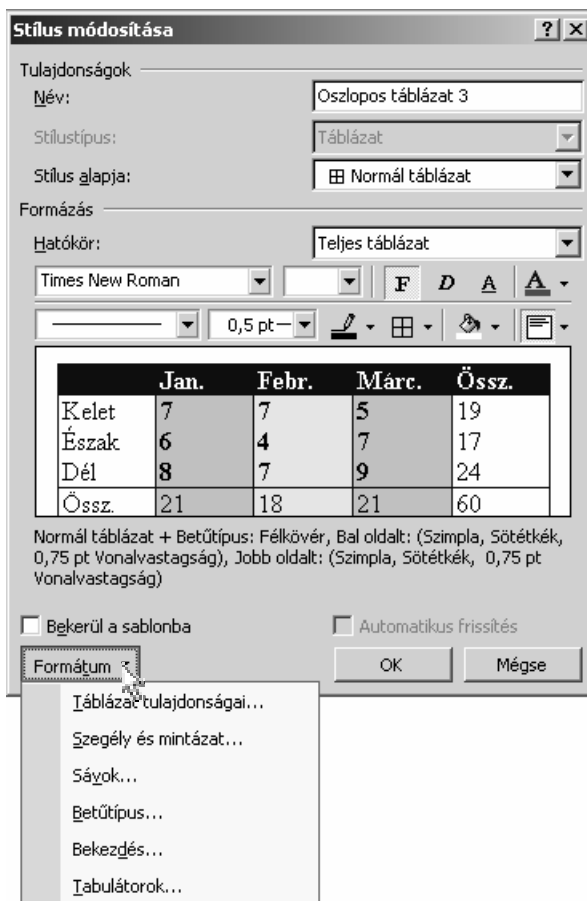 Stílus módosítása
Tulajdonságok
Név: Oszlopos táblázat 3
Stílustípus: Táblázat
Stílus alapja: Normál táblázat
Formázás
Hatókör: Teljes táblázat
Times New Roman F D A A
0,5 pt
Jan. Febr. Márc. Össz.
Kelet 7 7 5 19
Észak 6 4 7 17
Dél 8 7 9 24
Össz. 21 18 21 60
Normál táblázat + Betűtípus: Félkövér, Bal oldalt: (Szimpla, Sötétkék,
0,75 pt Vonalvastagság), Jobb oldalt: (Szimpla, Sötétkék, 0,75 pt
Vonalvastagság)
Bekerül a sablonba Automatikus frissítés
Formátum OK Mégse
Táblázat tulajdonságai...
Szegély és mintázat...
Sávok...
Betűtípus...
Bekezdés...
Tabulátorok...